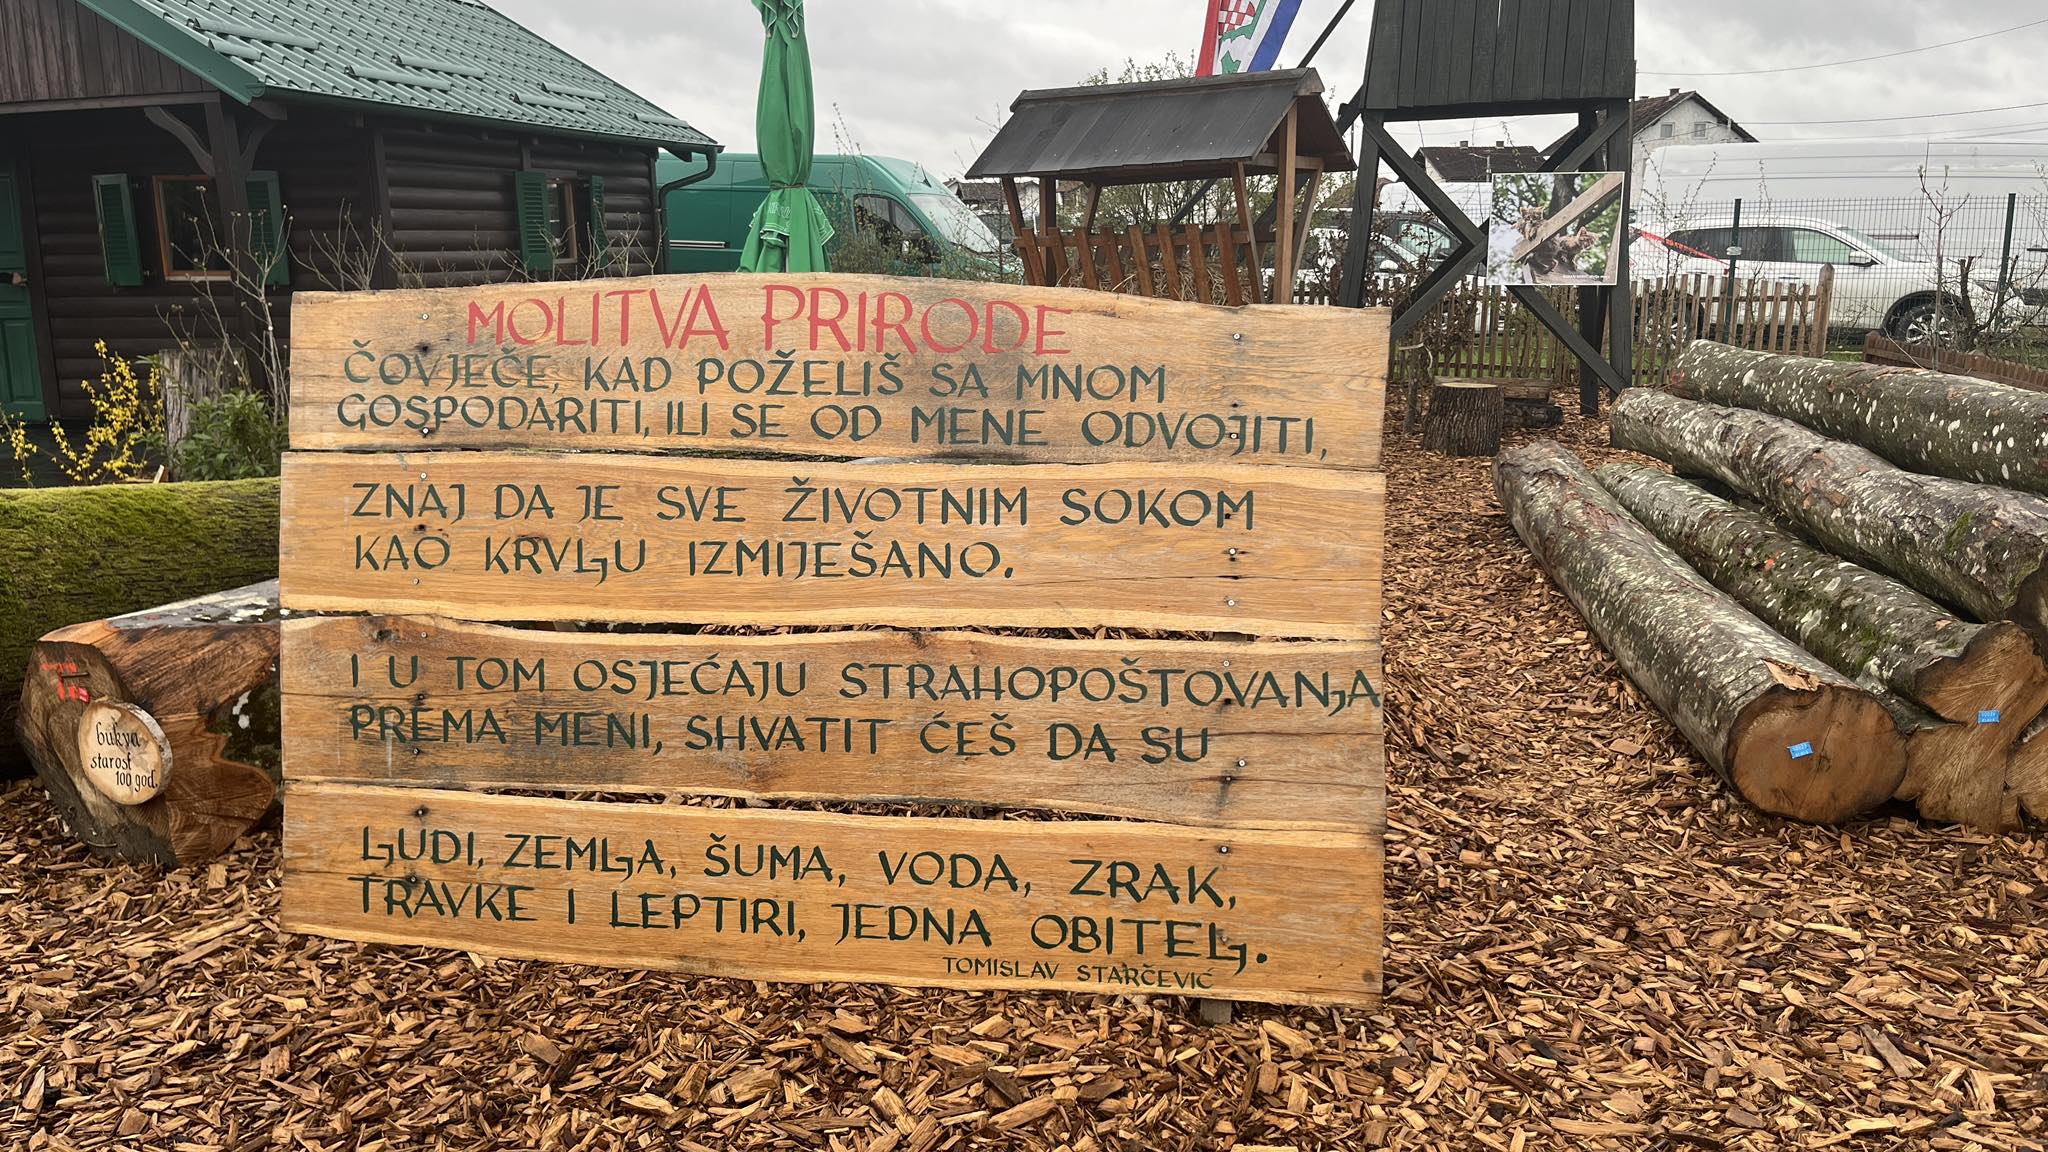 MOLITVA PRIRODE
ČOVJEČE, KAD POŽELIŠ SA MNOM
GOSPODARITI, ILI SE OD MENE ODVOJITI,
ZNAJ DA JE SVE ŽIVOTNIM SOKOM
KAO KRVLJU IZMIJEŠANO.
I U TOM OSJEĆAJU STRAHOPOŠTOVANJA
PREMA MENI, SHVATIT ĆEŠ DA SU
LJUDI, ZEMLJA, ŠUMA, VODA, ZRAK,
TRAVKE I LEPTIRI, JEDNA OBITELJ.
TOMISLAV STARČEVIĆ
bukva
starost
100 god.